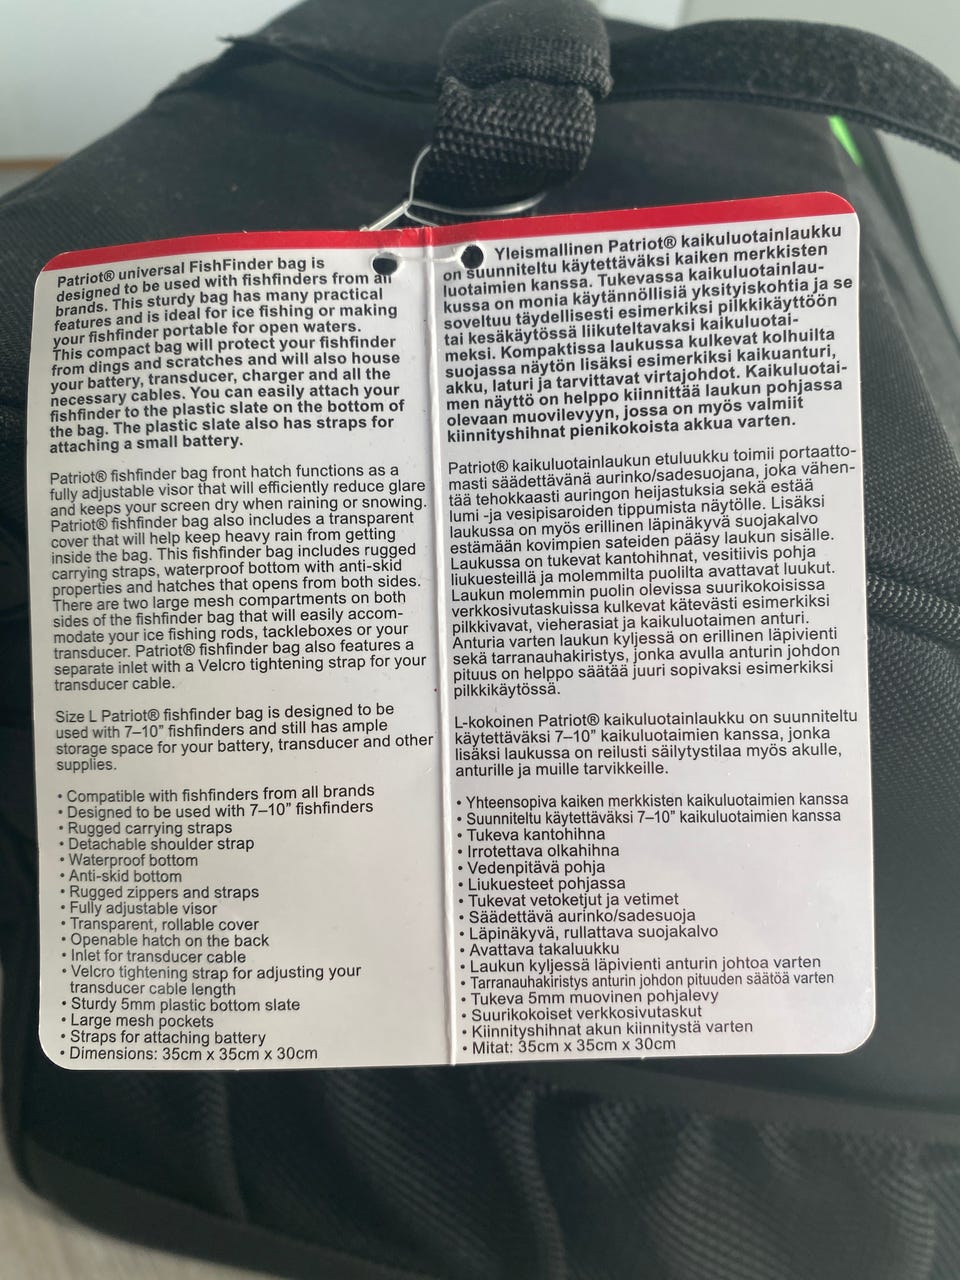 Patriot® universal FishFinder bag is
designed to be used with fishfinders from all
brands. This sturdy bag has many practical
features and is ideal for ice fishing or making
your fishfinder portable for open waters.
This compact bag will protect your fishfinder
from dings and scratches and will also house
your battery, transducer, charger and all the
necessary cables. You can easily attach your
fishfinder to the plastic slate on the bottom of
the bag. The plastic slate also has straps for
attaching a small battery.
Patriot® fishfinder bag front hatch functions as a
fully adjustable visor that will efficiently reduce glare
and keeps your screen dry when raining or snowing.
Patriot® fishfinder bag also includes a transparent
cover that will help keep heavy rain from getting
inside the bag. This fishfinder bag includes rugged
carrying straps, waterproof bottom with anti-skid
properties and hatches that opens from both sides.
There are two large mesh compartments on both
sides of the fishfinder bag that will easily accom-
modate your ice fishing rods, tackleboxes or your
transducer. Patriot® fishfinder bag also features a
separate inlet with a Velcro tightening strap for your
transducer cable.
Size L Patriot® fishfinder bag is designed to be
used with 7–10” fishfinders and still has ample
storage space for your battery, transducer and other
supplies.
• Compatible with fishfinders from all brands
• Designed to be used with 7–10” fishfinders
• Rugged carrying straps
• Detachable shoulder strap
• Waterproof bottom
• Anti-skid bottom
• Rugged zippers and straps
• Fully adjustable visor
• Transparent, rollable cover
• Openable hatch on the back
• Inlet for transducer cable
• Velcro tightening strap for adjusting your
transducer cable length
• Sturdy 5mm plastic bottom slate
• Large mesh pockets
• Straps for attaching battery
• Dimensions: 35cm x 35cm x 30cm
Yleismallinen Patriot® kaikuluotainlaukku
on suunniteltu käytettäväksi kaiken merkkisten
luotaimien kanssa. Tukevassa kaikuluotainlau-
kussa on monia käytännöllisiä yksityiskohtia ja se
soveltuu täydellisesti esimerkiksi pilkkikäyttöön
tai kesäkäytössä liikuteltavaksi kaikuluotai-
meksi. Kompaktissa laukussa kulkevat kolhuilta
suojassa näytön lisäksi esimerkiksi kaikuanturi,
akku, laturi ja tarvittavat virtajohdot. Kaikuluotai-
men näyttö on helppo kiinnittää laukun pohjassa
olevaan muovilevyyn, jossa on myös valmiit
kiinnityshihnat pienikokoista akkua varten.
Patriot® kaikuluotainlaukun etuluukku toimii portaatto-
masti säädettävänä aurinko/sadesuojana, joka vähen-
tää tehokkaasti auringon heijastuksia sekä estää
lumi -ja vesipisaroiden tippumista näytölle. Lisäksi
laukussa on myös erillinen läpinäkyvä suojakalvo
estämään kovimpien sateiden pääsy laukun sisälle.
Laukussa on tukevat kantohihnat, vesitiivis pohja
liukuesteillä ja molemmilta puolilta avattavat luukut.
Laukun molemmin puolin olevissa suurikokoisissa
verkkosivutaskuissa kulkevat kätevästi esimerkiksi
pilkkivavat, vieherasiat ja kaikuluotaimen anturi.
Anturia varten laukun kyljessä on erillinen läpivienti
sekä tarranauhakiristys, jonka avulla anturin johdon
pituus on helppo säätää juuri sopivaksi esimerkiksi
pilkkikäytössä.
L-kokoinen Patriot® kaikuluotainlaukku on suunniteltu
käytettäväksi 7–10” kaikuluotaimien kanssa, jonka
lisäksi laukussa on reilusti säilytystilaa myös akulle,
anturille ja muille tarvikkeille.
• Yhteensopiva kaiken merkkisten kaikuluotaimien kanssa
• Suunniteltu käytettäväksi 7–10” kaikuluotaimien kanssa
• Tukeva kantohihna
• Irrotettava olkahihna
• Vedenpitävä pohja
• Liukuesteet pohjassa
• Tukevat vetoketjut ja vetimet
• Säädettävä aurinko/sadesuoja
• Läpinäkyvä, rullattava suojakalvo
• Avattava takaluukku
• Laukun kyljessä läpivienti anturin johtoa varten
• Tarranauhakiristys anturin johdon pituuden säätöä varten
• Tukeva 5mm muovinen pohjalevy
• Suurikokoiset verkkosivutaskut
• Kiinnityshihnat akun kiinnitystä varten
• Mitat: 35cm x 35cm x 30cm